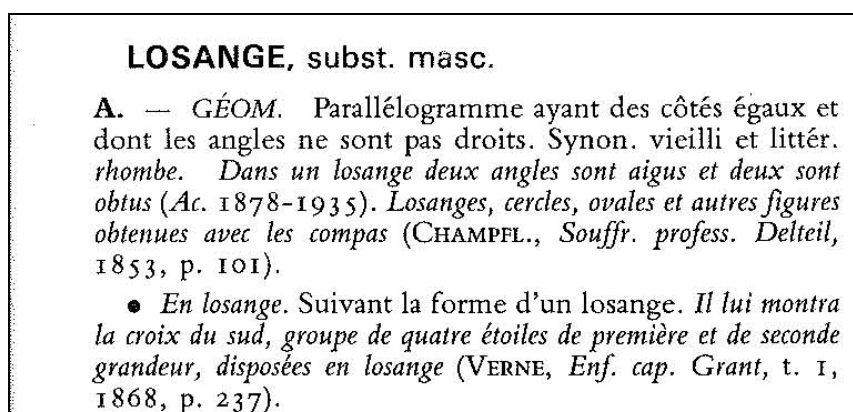 LOSANGE, subst. masc.
A. — GÉOM. Parallélogramme ayant des côtés égaux et
dont les angles ne sont pas droits. Synon. vieilli et littér.
rhombe. Dans un losange deux angles sont aigus et deux sont
obtus (Ac. 1878-1935). Losanges, cercles, ovales et autres figures
obtenues avec les compas (CHAMPFL., Souffr. profess. Delteil,
1853, p. 101).
● En losange. Suivant la forme d'un losange. Il lui montra
la croix du sud, groupe de quatre étoiles de première et de seconde
grandeur, disposées en losange (VERNE, Enf. cap. Grant, t. 1,
1868, p. 237).